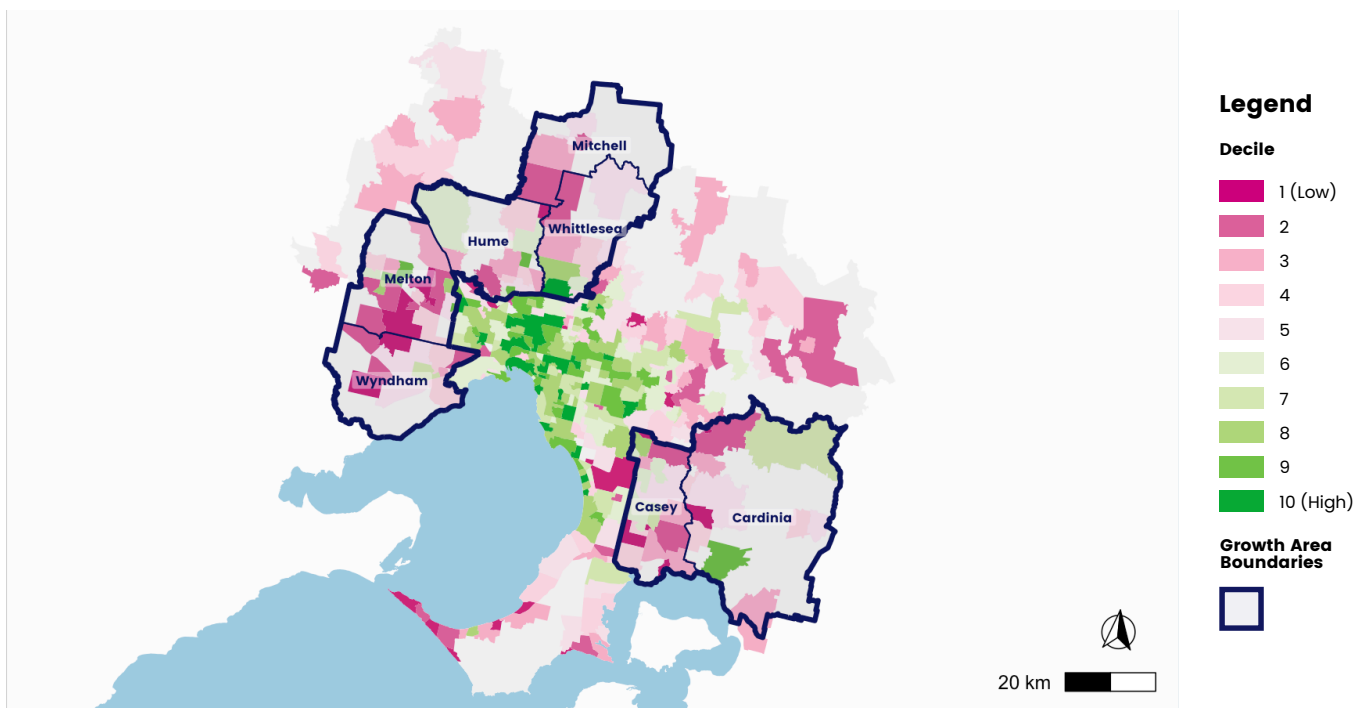 Mitchell
Whittlesea
Hume
Melton
Wyndham
Casey
Cardinia
20 km
Legend
Decile
1 (Low)
2
3
4
5
6
7
8
9
10 (High)
Growth Area
Boundaries